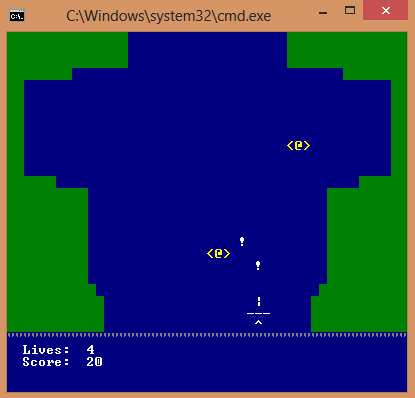 C:\Windows\system32\cmd.exe
<@>
!
<@>
!
¦
---
^
Lives: 4
Score: 20